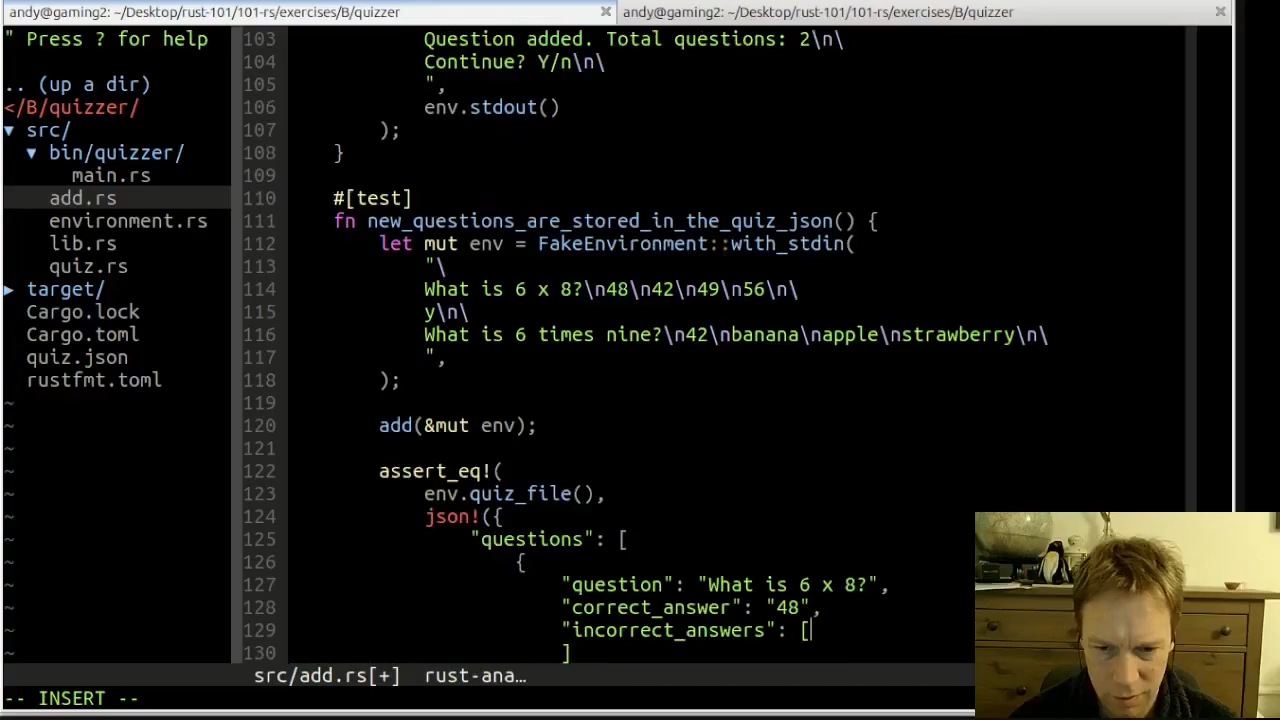 andy@gaming2: ~/Desktop/rust-101/101-rs/exercises/B/quizzer
andy@gaming2: ~/Desktop/rust-101/101-rs/exercises/B/quizzer
" Press ? for help
.. (up a dir)
</B/quizzer/
▼ src/
▼ bin/quizzer/
main.rs
add.rs
environment.rs
lib.rs
quiz.rs
▶ target/
Cargo.lock
Cargo.toml
quiz.json
rustfmt.toml
~
~
~
~
~
~
~
~
~
~
~
~
103 Question added. Total questions: 2\n\
104 Continue? Y/n\n\
105 ",
106 env.stdout()
107 );
108 }
109
110 #[test]
111 fn new_questions_are_stored_in_the_quiz_json() {
112 let mut env = FakeEnvironment::with_stdin(
113 "\
114 What is 6 x 8?\n48\n42\n49\n56\n\
115 y\n\
116 What is 6 times nine?\n42\nbanana\napple\nstrawberry\n\
117 ",
118 );
119
120 add(&mut env);
121
122 assert_eq!(
123 env.quiz_file(),
124 json!({
125 "questions": [
126 {
127 "question": "What is 6 x 8?",
128 "correct_answer": "48",
129 "incorrect_answers": [
130 ]
src/add.rs[+] rust-ana…
-- INSERT --